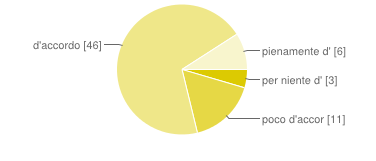 d'accordo [46]
pienamente d' [6]
per niente d' [3]
poco d'accor [11]